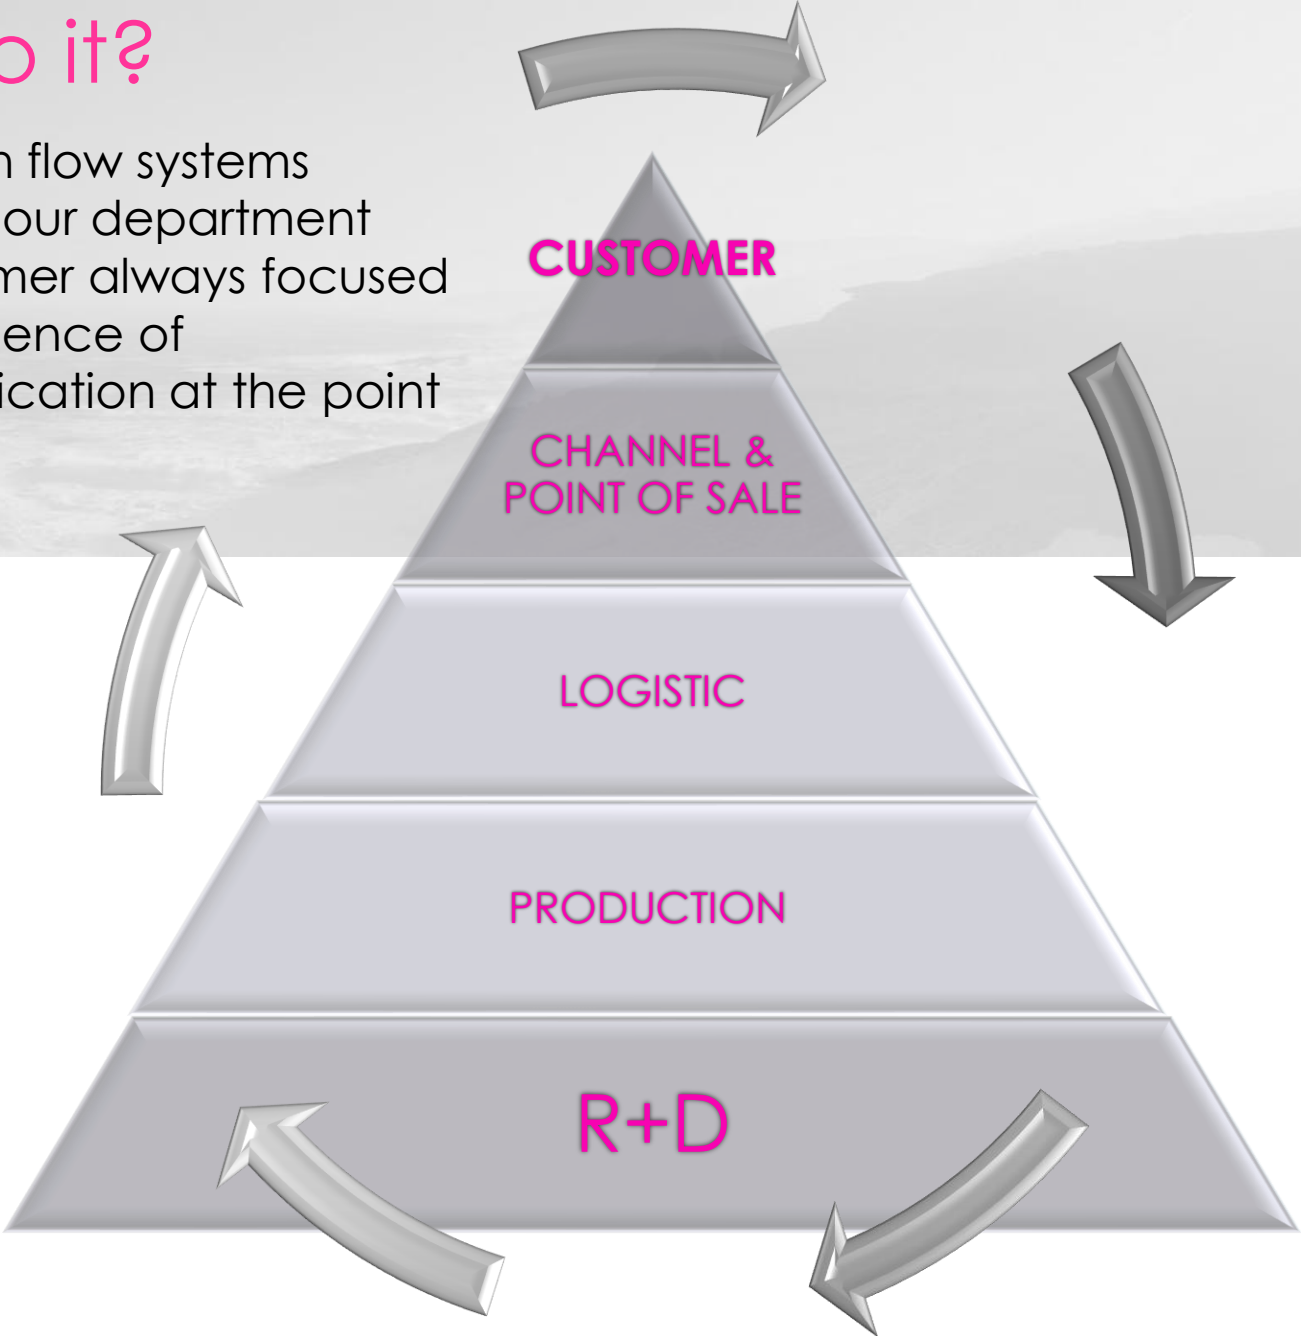 o it?
n flow systems
our department
mer always focused
ence of
ication at the point
CUSTOMER
CHANNEL &
POINT OF SALE
LOGISTIC
PRODUCTION
R+D